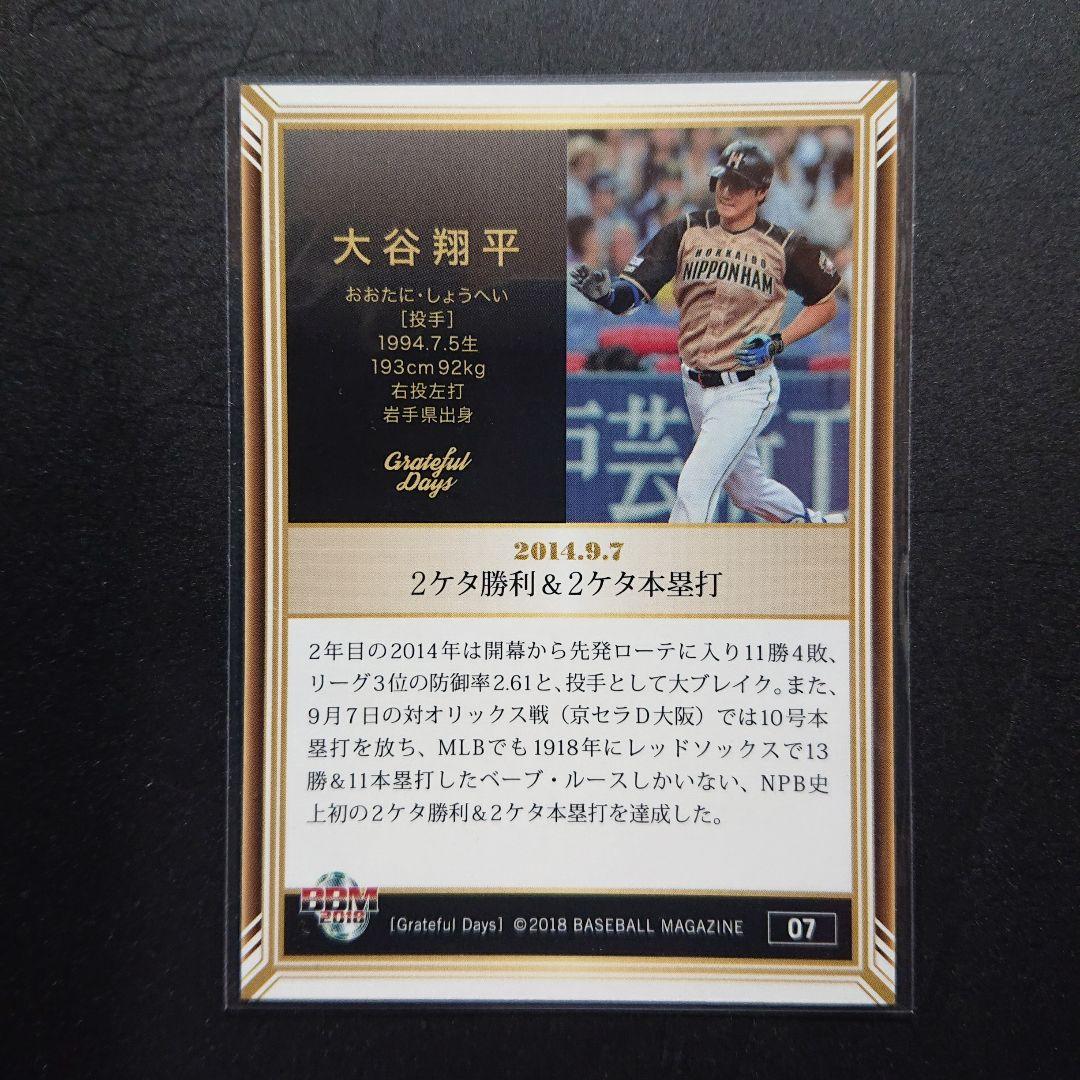 大谷翔平
おおたに・しょうへい
[投手]
1994.7.5生
193cm 92kg
右投左打
岩手県出身
Grateful
Days
H
HOKKAIDO
NIPPONHAM
戸芸術工
2014.9.7
2ケタ勝利&2ケタ本塁打
2年目の2014年は開幕から先発ローテに入り11勝4敗、
リーグ3位の防御率2.61と、投手として大ブレイク。また、
9月7日の対オリックス戦（京セラD大阪）では10号本
塁打を放ち、MLBでも1918年にレッドソックスで13
勝&11本塁打したベーブ・ルースしかいない、NPB史
上初の2ケタ勝利&2ケタ本塁打を達成した。
BBM
2018
[Grateful Days] ©2018 BASEBALL MAGAZINE
07